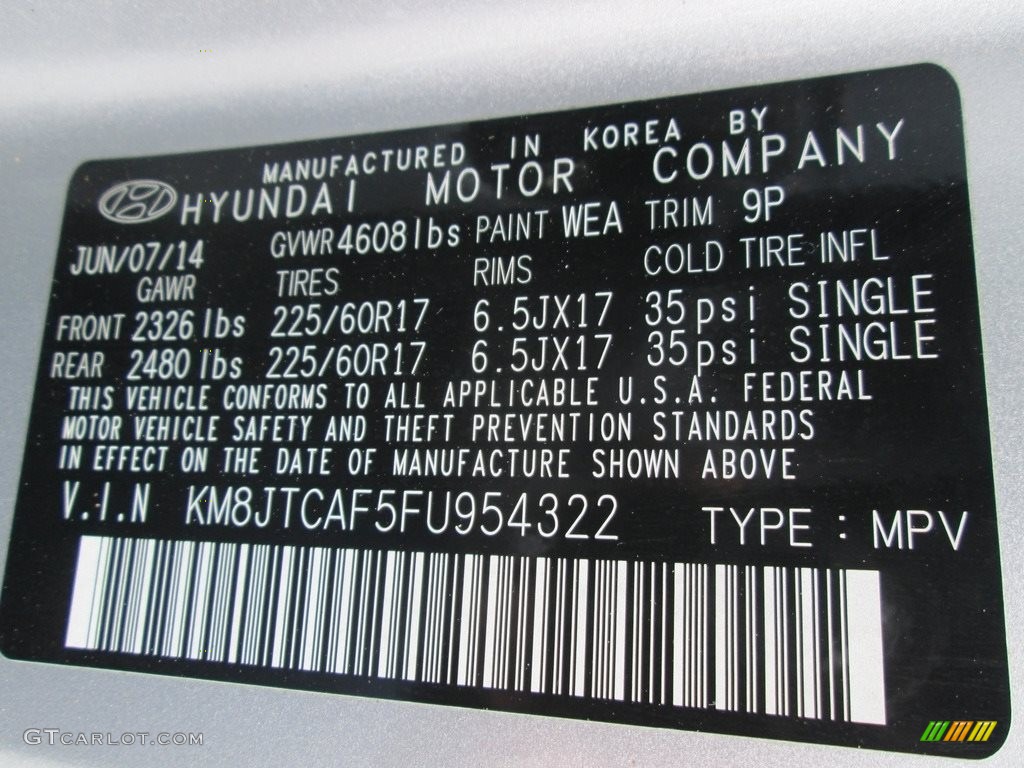 MANUFACTURED IN KOREA BY
HYUNDAI MOTOR COMPANY
JUN/07/14 GVWR 4608 lbs PAINT WEA TRIM 9P
GAWR TIRES RIMS COLD TIRE INFL
FRONT 2326 lbs 225/60R17 6.5JX17 35psi SINGLE
REAR 2480 lbs 225/60R17 6.5JX17 35psi SINGLE
THIS VEHICLE CONFORMS TO ALL APPLICABLE U.S.A. FEDERAL
MOTOR VEHICLE SAFETY AND THEFT PREVENTION STANDARDS
IN EFFECT ON THE DATE OF MANUFACTURE SHOWN ABOVE
V.I.N KM8JTCAF5FU954322 TYPE : MPV
GTCARLOT.COM